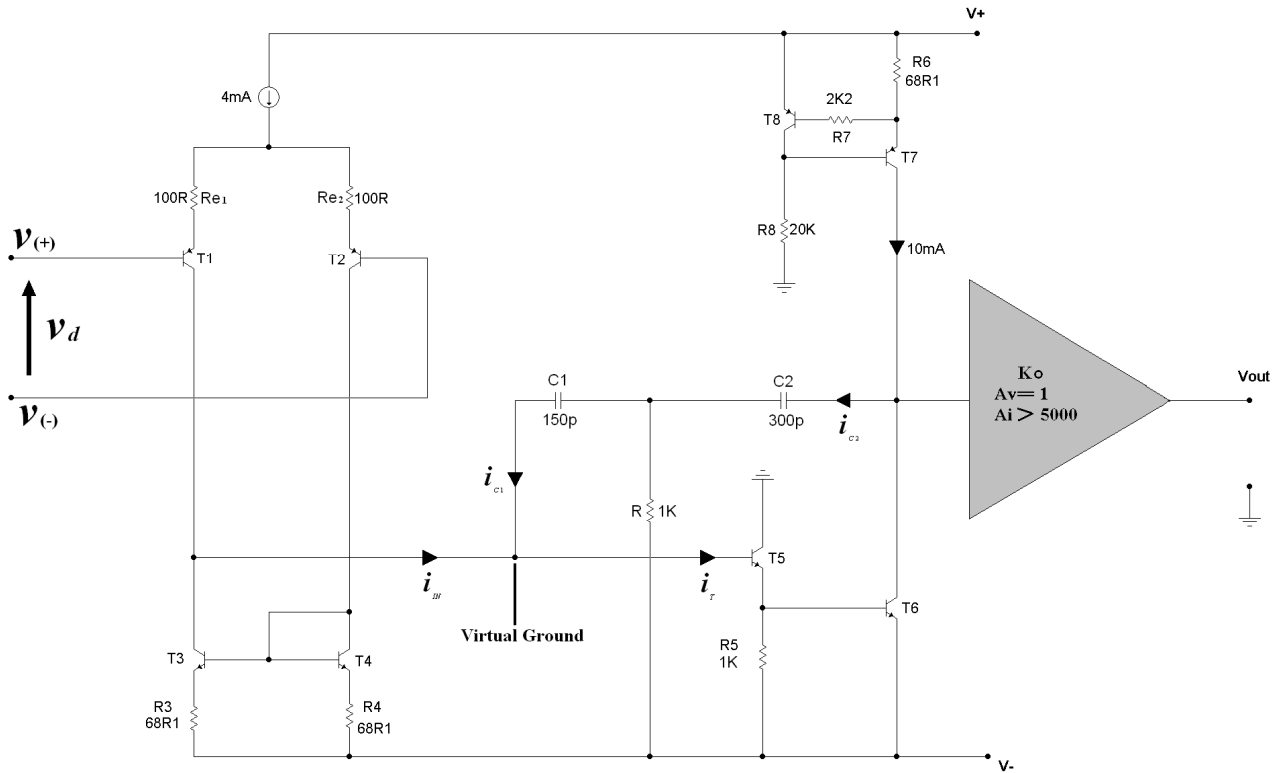 V+
R6
68R1
4mA
2K2
T8
R7
T7
100R Re₁
Re₂ 100R
R8 20K
v(+)
T1
T2
10mA
vd
Ko
Av= 1
Ai > 5000
Vout
C1
C2
150p
300p
v(-)
iC2
iC1
R 1K
T5
iIN
iT
T6
Virtual Ground
R5
1K
T3
T4
R3
68R1
R4
68R1
V-